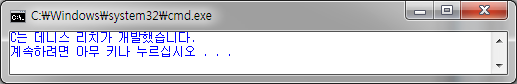 C:₩Windows₩system32₩cmd.exe
C는 데니스 리치가 개발했습니다.
계속하려면 아무 키나 누르십시오 . . .